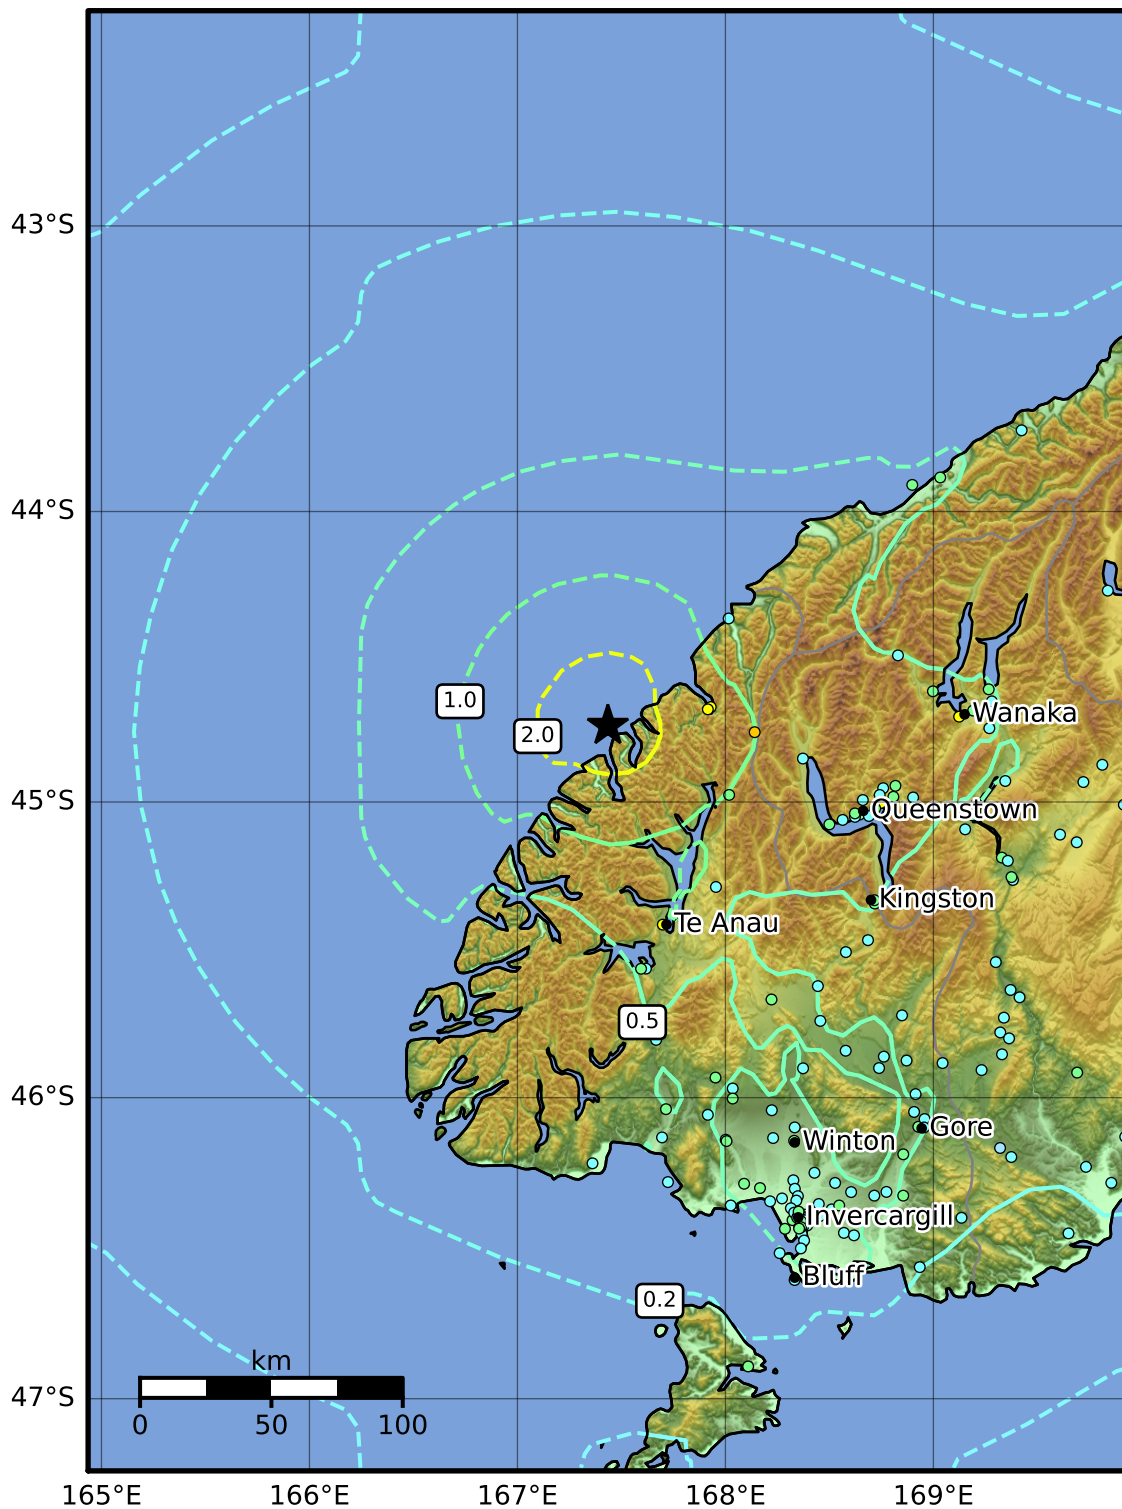 43°S
44°S
1.0
2.0
Wanaka
45°S
Queenstown
Kingston
Te Anau
0.5
46°S
Gore
Winton
Invercargill
Bluff
0.2
km
47°S
0 50 100
165°E 166°E 167°E 168°E 169°E